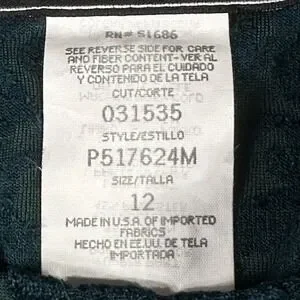 RN# 51686
SEE REVERSE SIDE FOR CARE
AND FIBER CONTENT-VER AL
REVERSO PARA EL CUIDADO
Y CONTENIDO DE LA TELA
CUT/CORTE
031535
STYLE/ESTILLO
P517624M
SIZE/TALLA
12
MADE IN U.S.A. OF IMPORTED
FABRICS
HECHO EN EE.UU. DE TELA
IMPORTADA